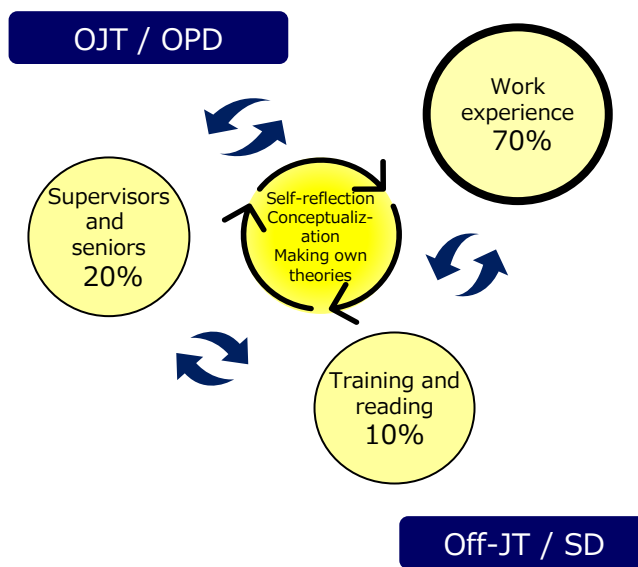 OJT / OPD
Work
experience
70%
Supervisors
and
seniors
20%
Self-reflection
Conceptualiz-
ation
Making own
theories
Training and
reading
10%
Off-JT / SD